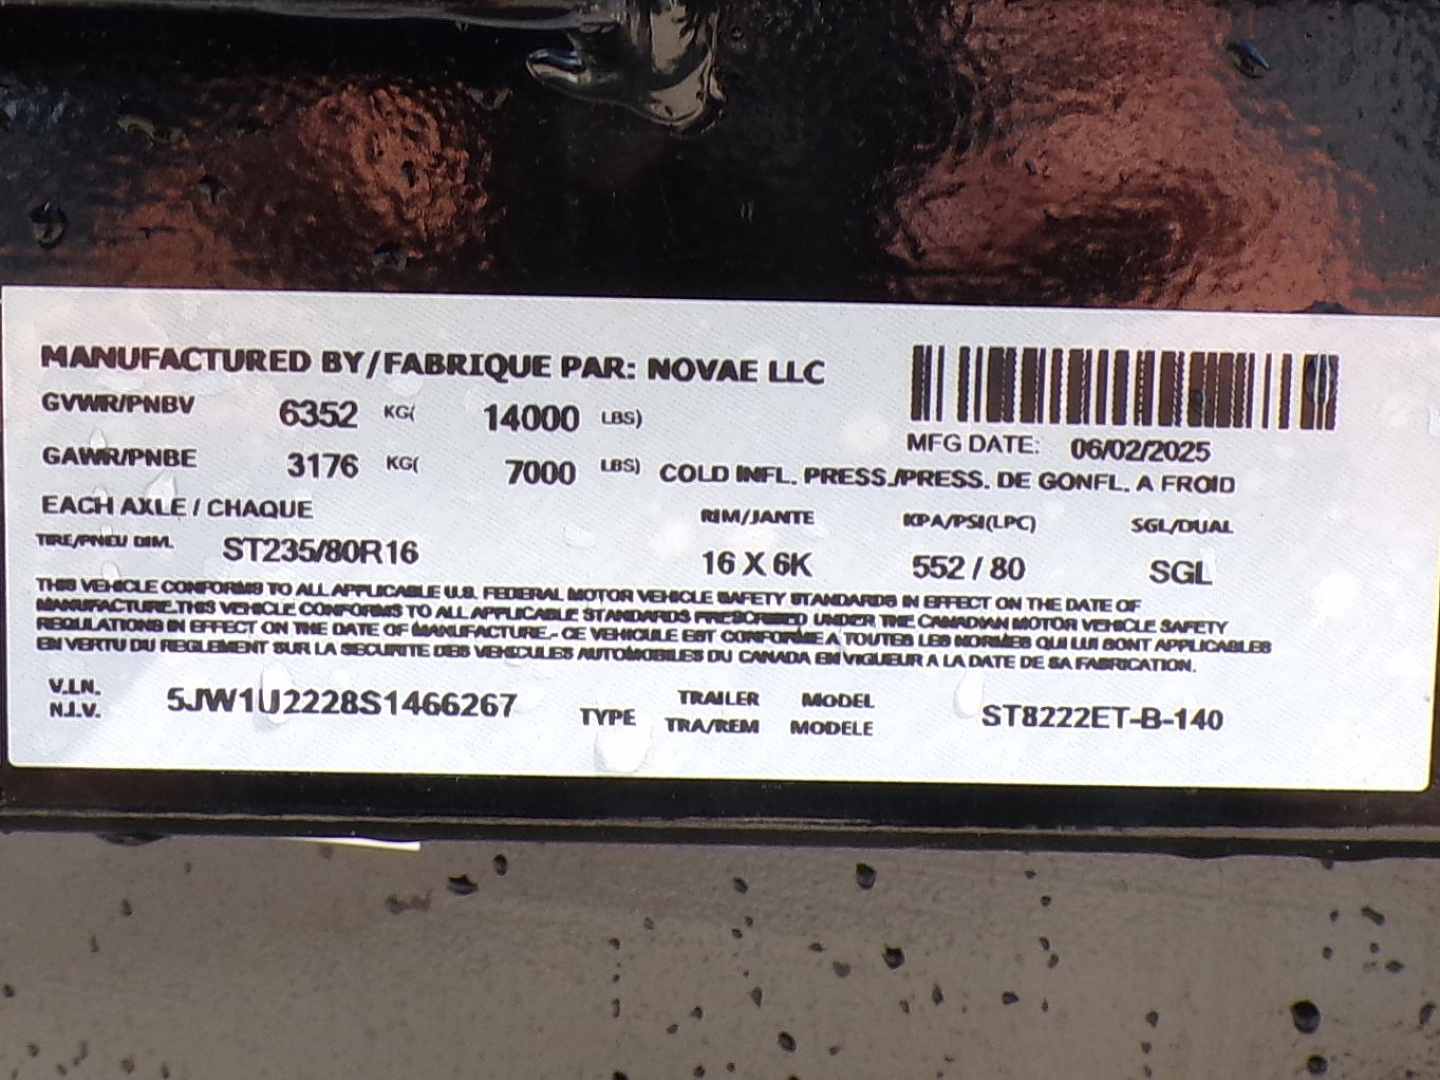 MANUFACTURED BY/FABRIQUE PAR: NOVAE LLC
GVWR/PNBV 6352 KG( 14000 LBS)
MFG DATE: 06/02/2025
GAWR/PNBE 3176 KG( 7000 LBS) COLD INFL. PRESS./PRESS. DE GONFL. A FROID
EACH AXLE / CHAQUE RIM/JANTE KPA/PSI(LPC) SGL/DUAL
TIRE/PNEU DIM. ST235/80R16 16 X 6K 552 / 80 SGL
THIS VEHICLE CONFORMS TO ALL APPLICABLE U.S. FEDERAL MOTOR VEHICLE SAFETY STANDARDS IN EFFECT ON THE DATE OF
MANUFACTURE.THIS VEHICLE CONFORMS TO ALL APPLICABLE STANDARDS PRESCRIBED UNDER THE CANADIAN MOTOR VEHICLE SAFETY
REGULATIONS IN EFFECT ON THE DATE OF MANUFACTURE.- CE VEHICULE EST CONFORME A TOUTES LES NORMES QUI LUI SONT APPLICABLES
EN VERTU DU REGLEMENT SUR LA SECURITE DES VEHICULES AUTOMOBILES DU CANADA EN VIGUEUR A LA DATE DE SA FABRICATION.
V.I.N. 5JW1U2228S1466267 TRAILER MODEL
N.I.V. TYPE TRA/REM MODELE ST8222ET-B-140